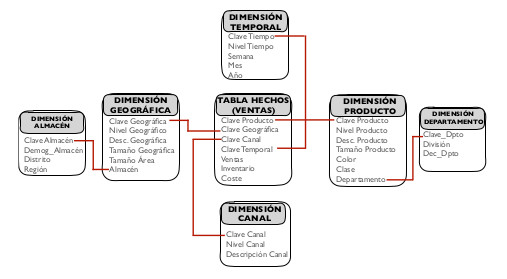 DIMENSIÓN
TEMPORAL
Clave Tiempo
Nivel Tiempo
Semana
Mes
Año
DIMENSIÓN
ALMACÉN
Clave Almacén
Demog_Almacén
Distrito
Región
DIMENSIÓN
GEOGRÁFICA
Clave Geográfica
Nivel Geográfico
Desc. Geográfica
Tamaño Geográfica
Tamaño Área
Almacén
TABLA HECHOS
(VENTAS)
Clave Producto
Clave Geográfica
Clave Canal
Clave Temporal
Ventas
Inventario
Coste
DIMENSIÓN
PRODUCTO
Clave Producto
Nivel Producto
Desc. Producto
Tamaño Producto
Color
Clase
Departamento
DIMENSIÓN
DEPARTAMENTO
Clave_Dpto
División
Dec_Dpto
DIMENSIÓN
CANAL
Clave Canal
Nivel Canal
Descripción Canal